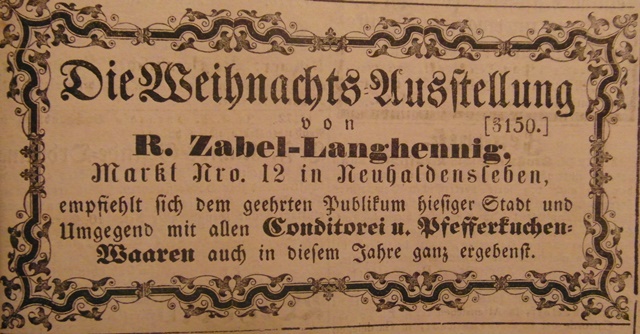 Die Weihnachts-Ausstellung
von [3150.]
R. Zabel-Langhennig,
Markt Nro. 12 in Neuhaldensleben,
empfiehlt sich dem geehrten Publikum hiesiger Stadt und
Umgegend mit allen Conditorei u. Pfefferkuchen-
Waaren auch in diesem Jahre ganz ergebenst.